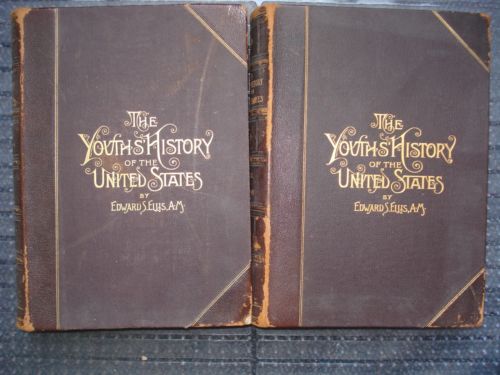 THE
YOUTH'S HISTORY
OF THE
UNITED STATES
BY
EDWARD S. ELLIS, A.M.
THE
YOUTH'S HISTORY
OF THE
UNITED STATES
BY
EDWARD S. ELLIS, A.M.